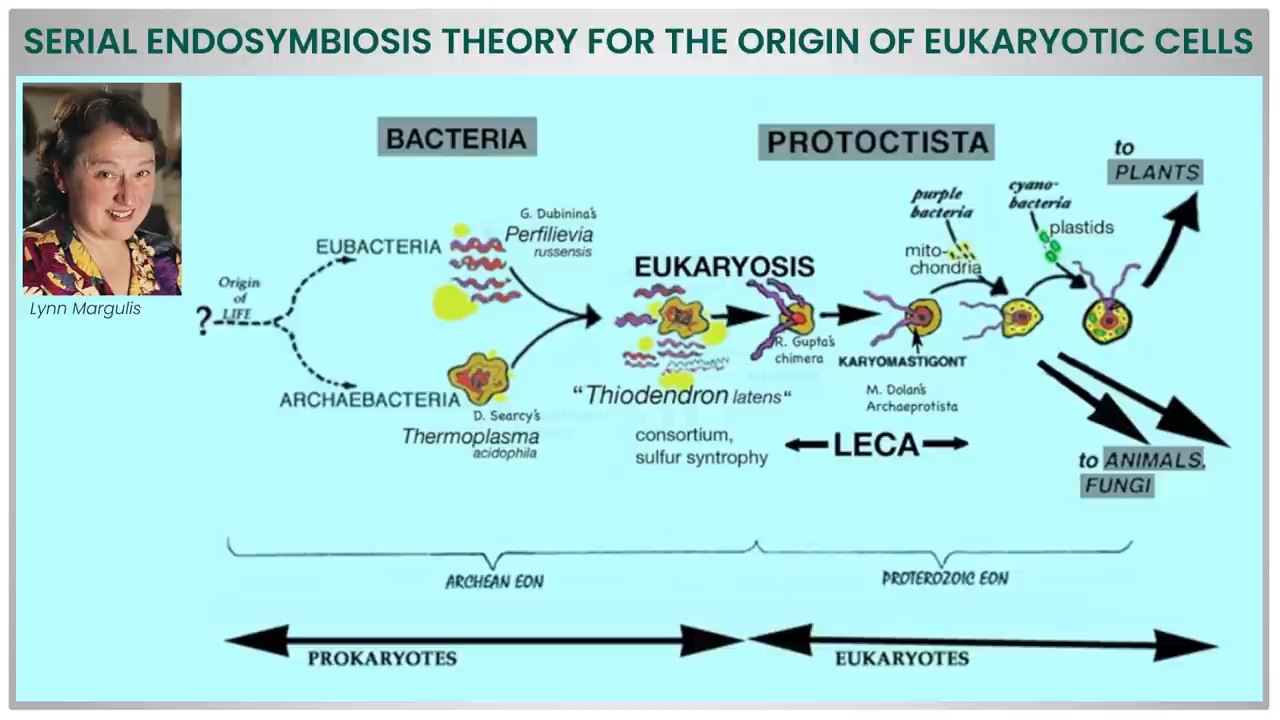 SERIAL ENDOSYMBIOSIS THEORY FOR THE ORIGIN OF EUKARYOTIC CELLS
Lynn Margulis
BACTERIA
PROTOCTISTA
to
PLANTS
purple
bacteria
cyano-
bacteria
plastids
mito-
chondria
G. Dubinina's
Perfilievia
russensis
EUBACTERIA
EUKARYOSIS
Origin
of
LIFE
?
R. Gupta's
chimera
KARYOMASTIGONT
M. Dolan's
Archaeprotista
ARCHAEBACTERIA
D. Searcy's
Thermoplasma
acidophila
"Thiodendron latens"
consortium,
sulfur syntrophy
LECA
to ANIMALS,
FUNGI
ARCHEAN EON
PROTEROZOIC EON
PROKARYOTES
EUKARYOTES